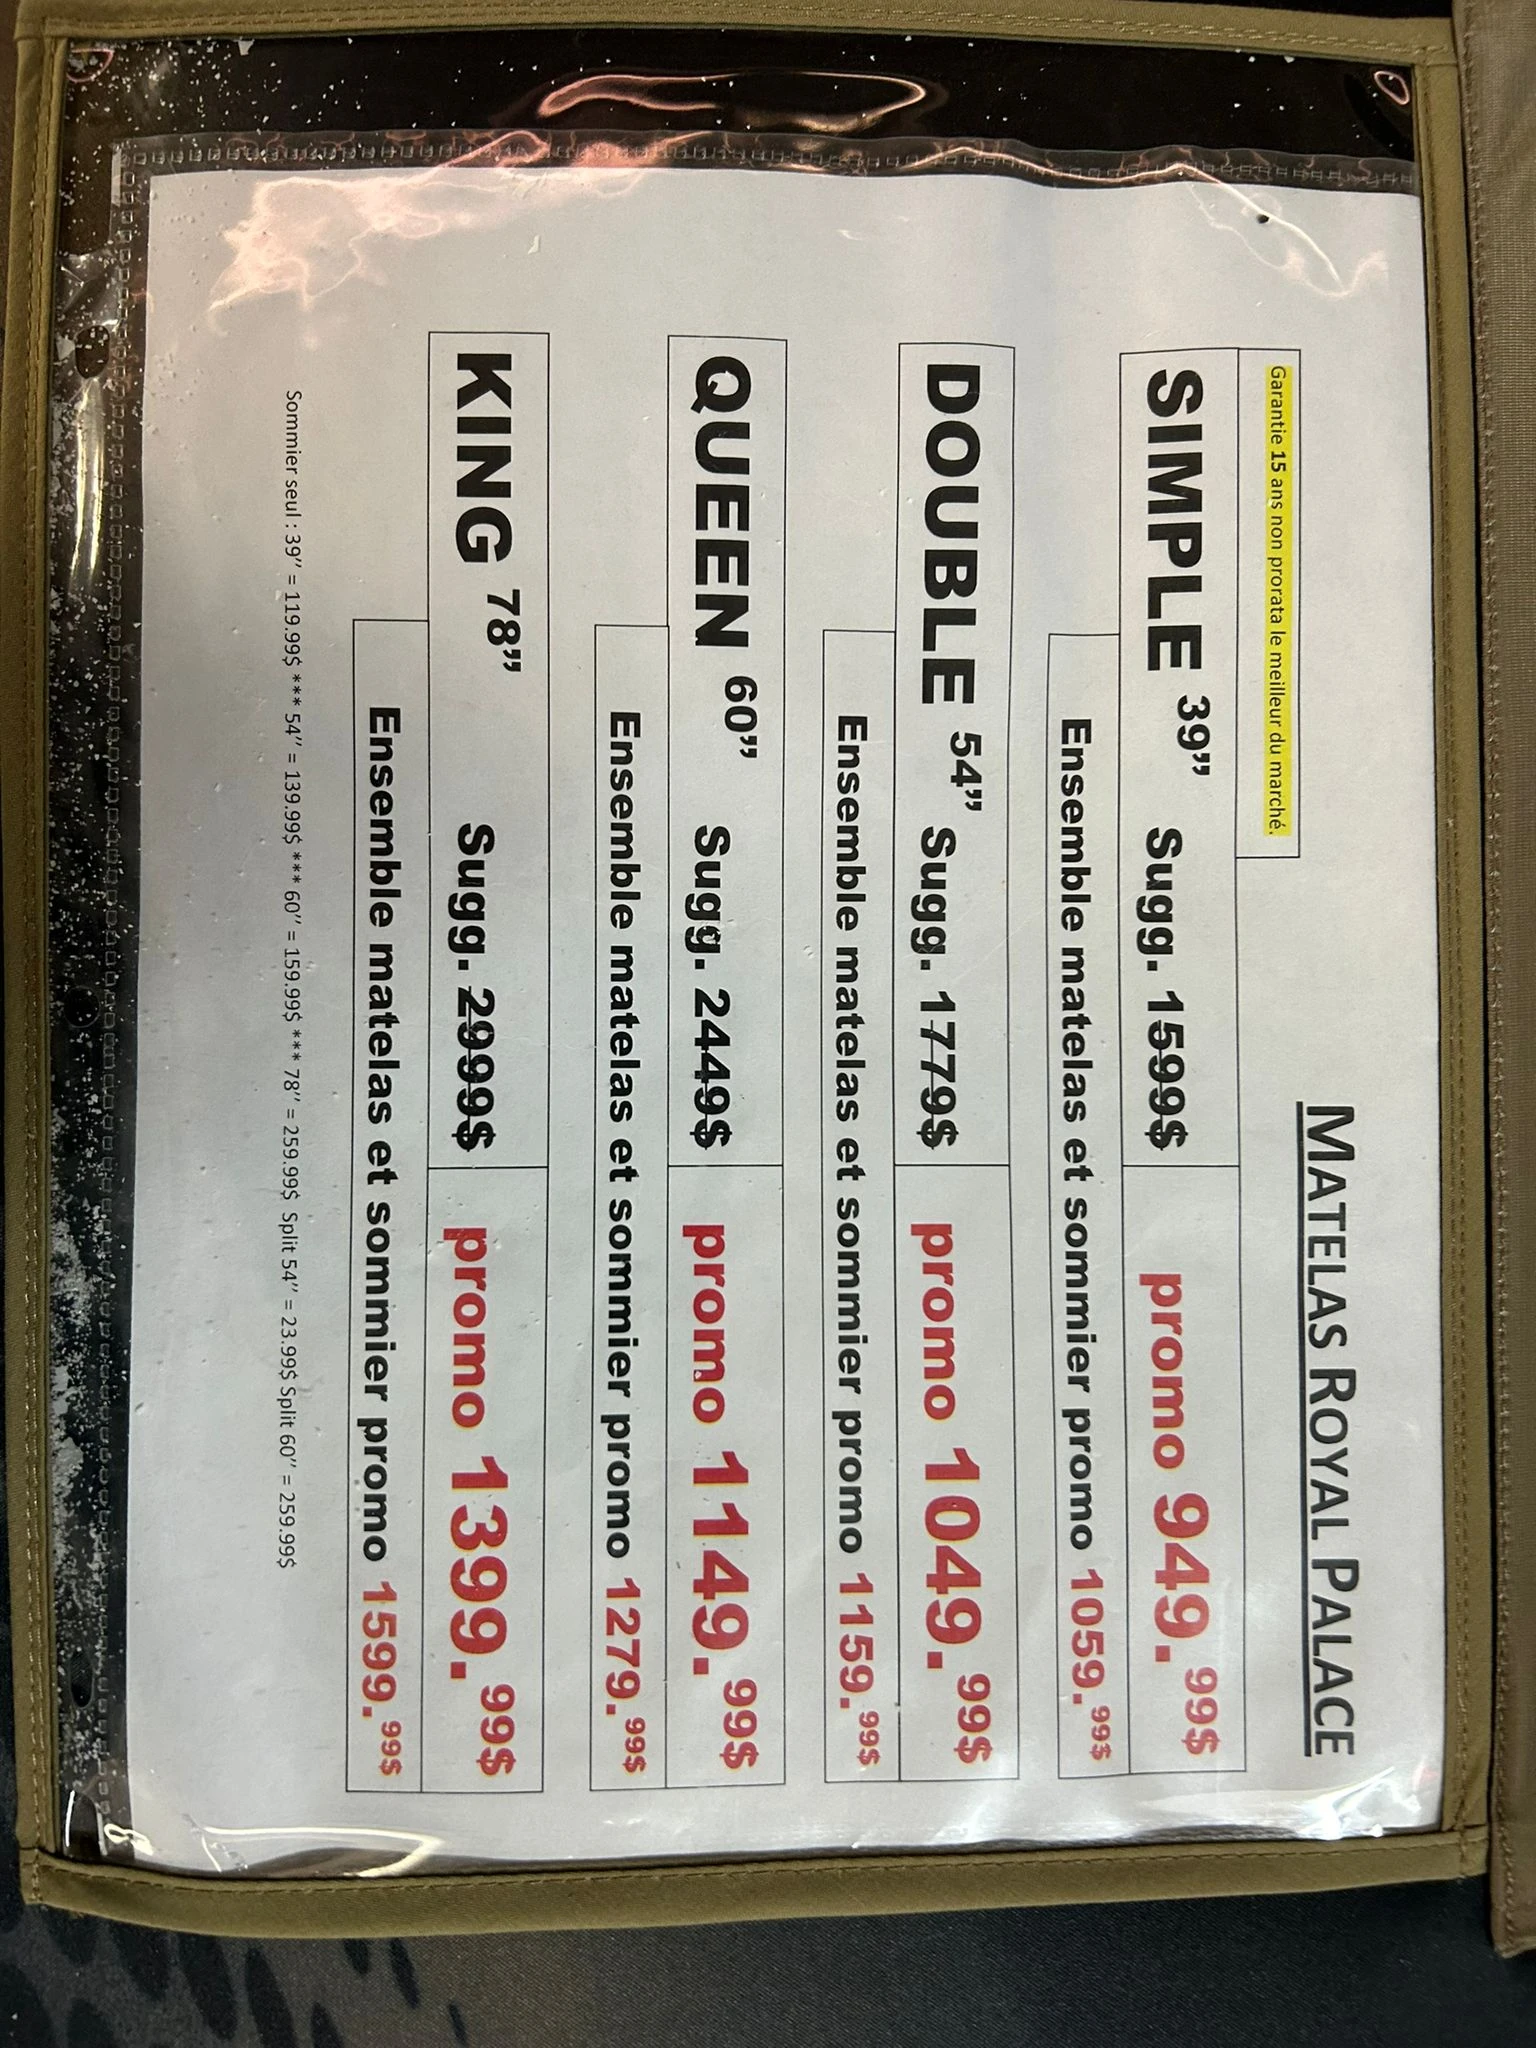 MATELAS ROYAL PALACE
Garantie 15 ans non prorata le meilleur du marché.
SIMPLE 39’’ Sugg. 1599$ promo 949.99$
Ensemble matelas et sommier promo 1059.99$
DOUBLE 54’’ Sugg. 1779$ promo 1049.99$
Ensemble matelas et sommier promo 1159.99$
QUEEN 60’’ Sugg. 2449$ promo 1149.99$
Ensemble matelas et sommier promo 1279.99$
KING 78’’ Sugg. 2999$ promo 1399.99$
Ensemble matelas et sommier promo 1599.99$
Sommier seul : 39’’ = 119.99$ *** 54’’ = 139.99$ *** 60’’ = 159.99$ *** 78’’ = 259.99$ Split 54’’ = 23.99$ Split 60’’ = 259.99$